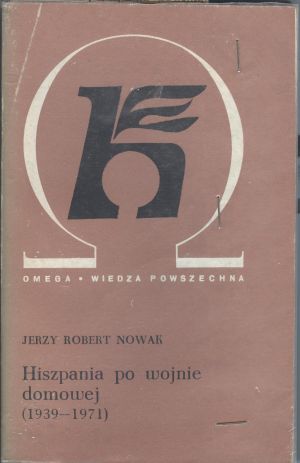 OMEGA • WIEDZA POWSZECHNA
JERZY ROBERT NOWAK
Hiszpania po wojnie
domowej
(1939—1971)